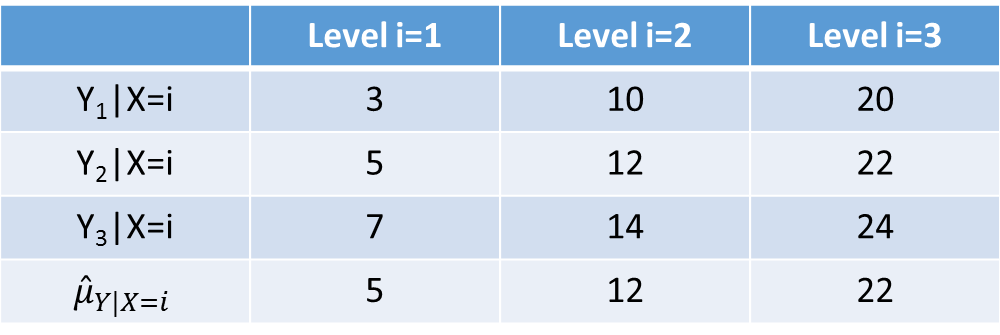 Level i=1 Level i=2 Level i=3
Y₁|X=i 3 10 20
Y₂|X=i 5 12 22
Y₃|X=i 7 14 24
μ̂_{Y|X=i} 5 12 22